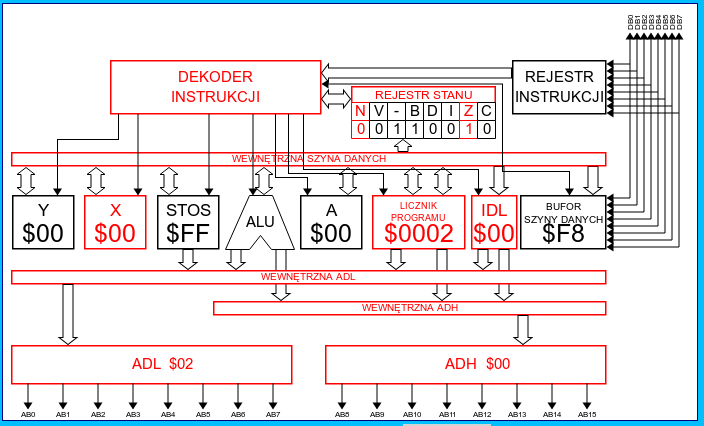 DB0 DB1 DB2 DB3 DB4 DB5 DB6 DB7
DEKODER
INSTRUKCJI
REJESTR
INSTRUKCJI
REJESTR STANU
N V - B D I Z C
0 0 1 1 0 0 1 0
WEWNĘTRZNA SZYNA DANYCH
Y
$00
X
$00
STOS
$FF
ALU
A
$00
LICZNIK
PROGRAMU
$0002
IDL
$00
BUFOR
SZYNY DANYCH
$F8
WEWNĘTRZNA ADL
WEWNĘTRZNA ADH
ADL $02
ADH $00
AB0 AB1 AB2 AB3 AB4 AB5 AB6 AB7 AB8 AB9 AB10 AB11 AB12 AB13 AB14 AB15